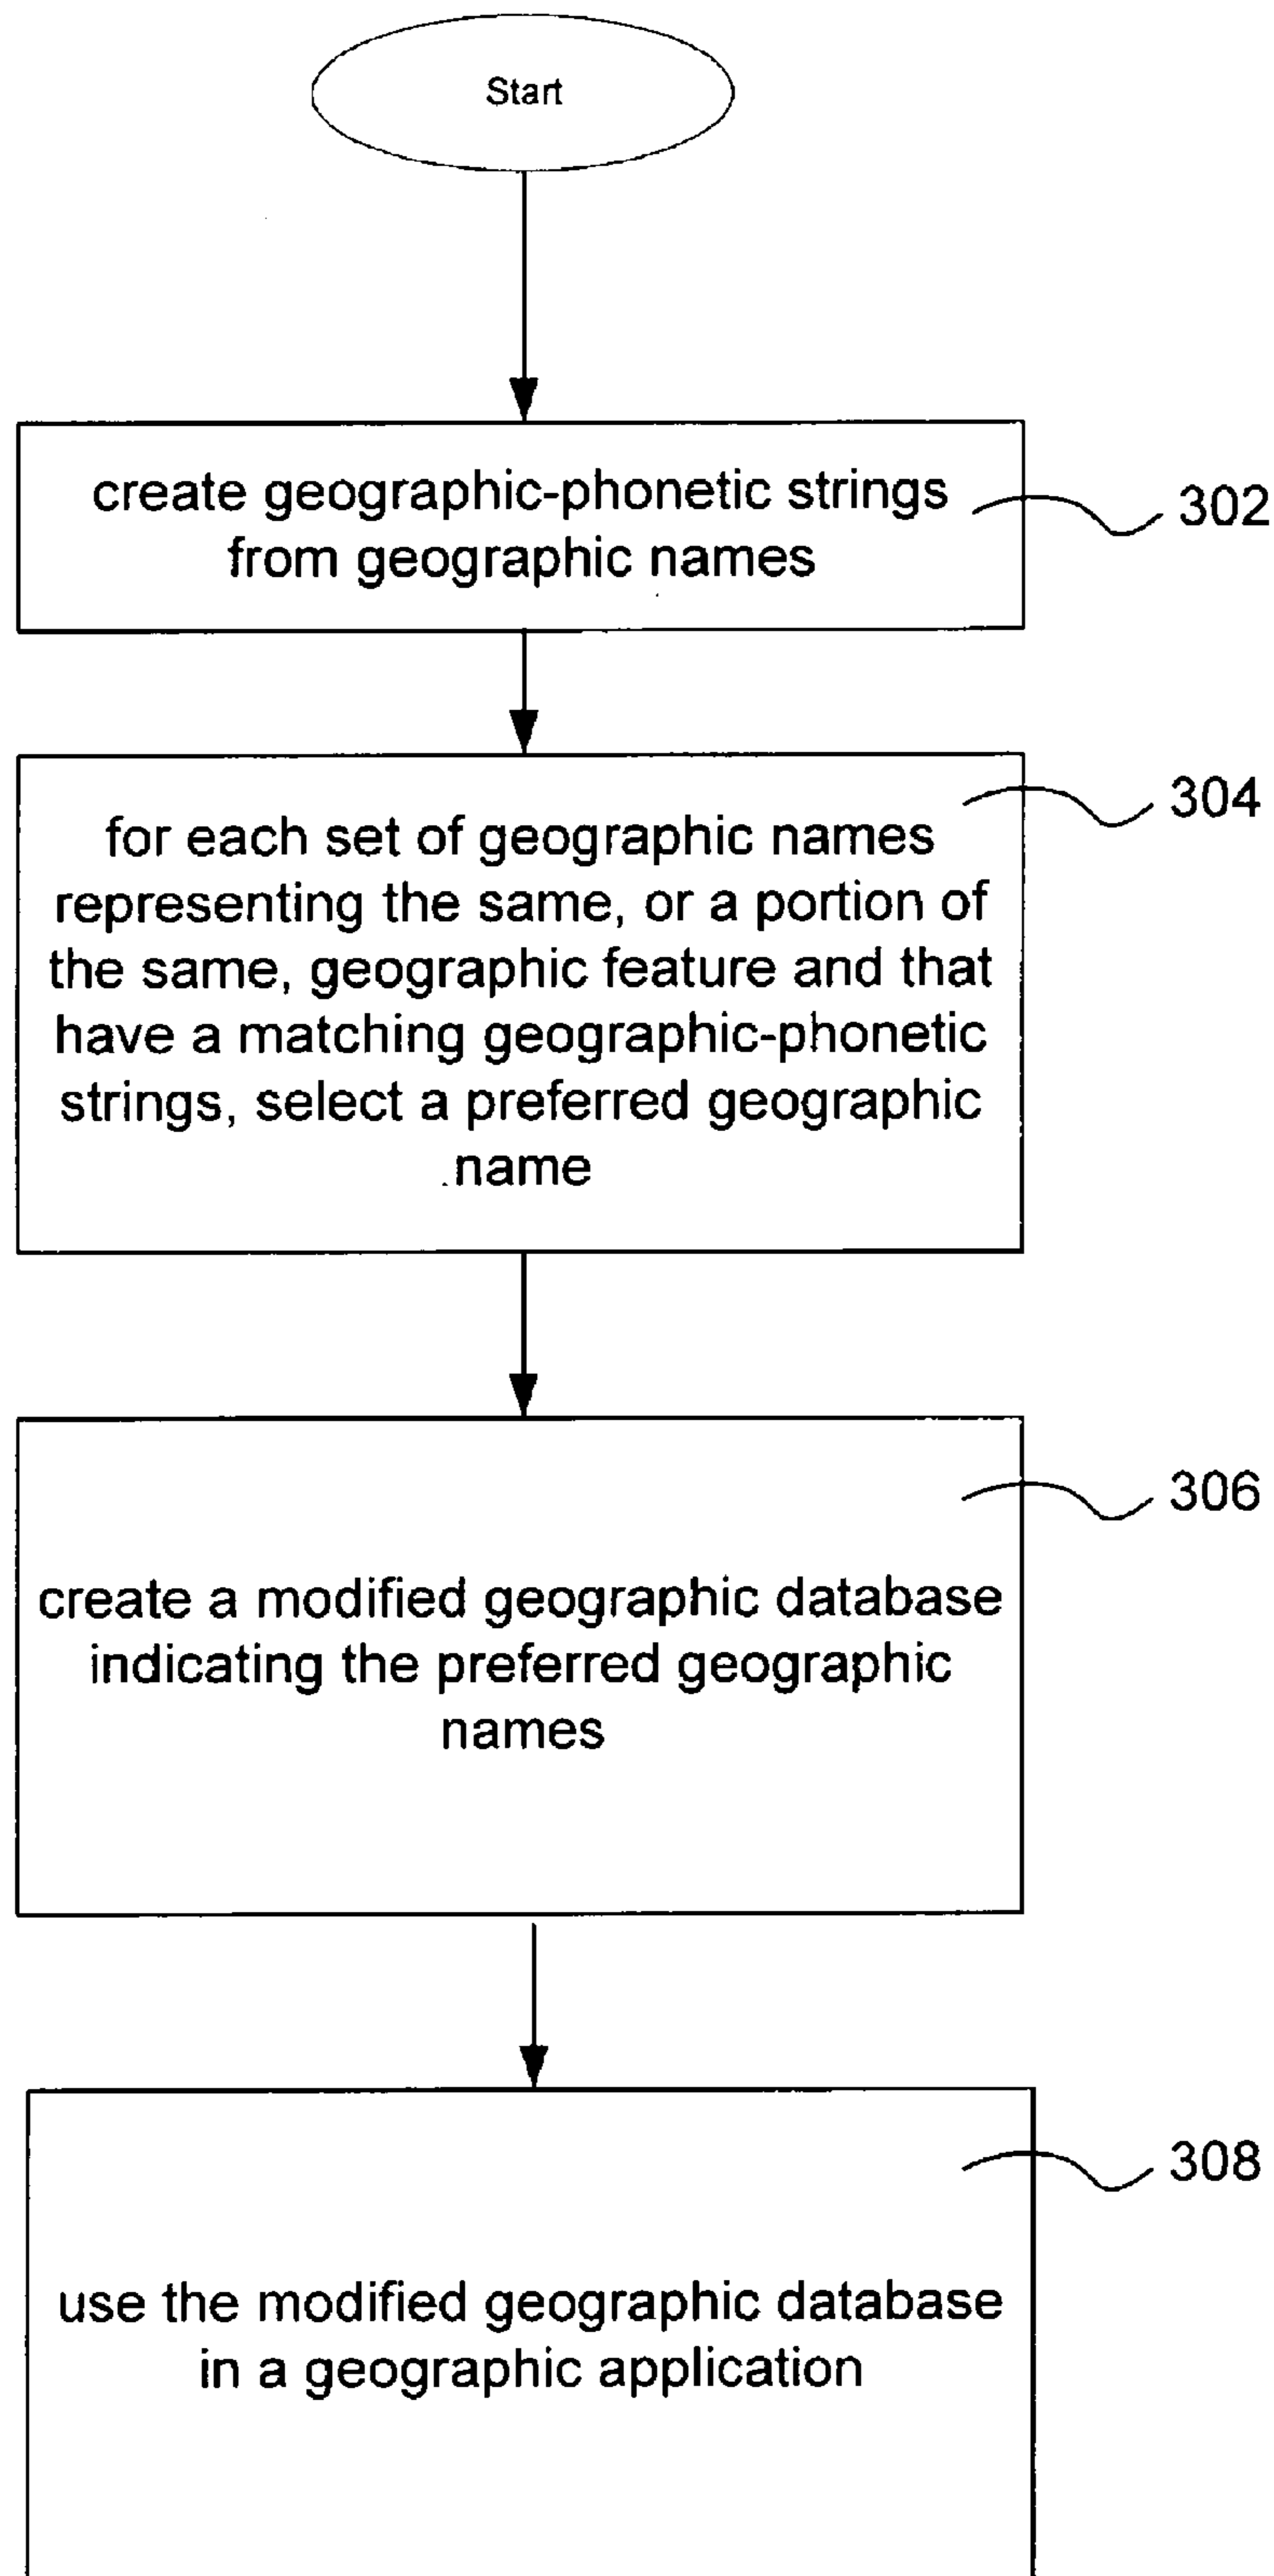 Start
create geographic-phonetic strings
from geographic names
302
for each set of geographic names
representing the same, or a portion of
the same, geographic feature and that
have a matching geographic-phonetic
strings, select a preferred geographic
name
304
create a modified geographic database
indicating the preferred geographic
names
306
use the modified geographic database
in a geographic application
308